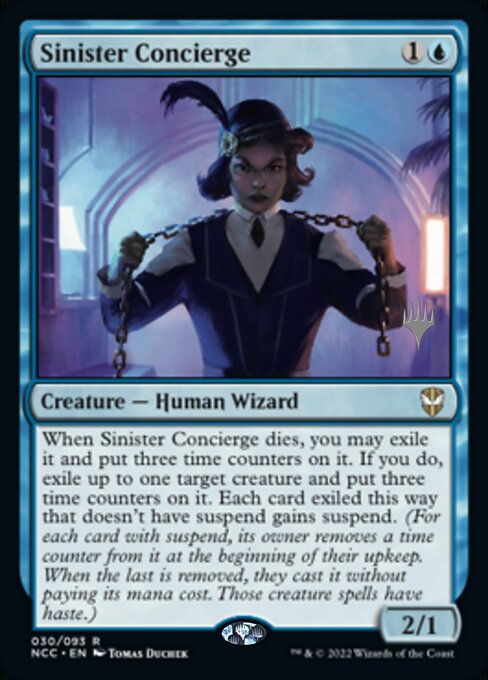 Sinister Concierge 1
Creature — Human Wizard
When Sinister Concierge dies, you may exile
it and put three time counters on it. If you do,
exile up to one target creature and put three
time counters on it. Each card exiled this way
that doesn't have suspend gains suspend. (For
each card with suspend, its owner removes a time
counter from it at the beginning of their upkeep.
When the last is removed, they cast it without
paying its mana cost. Those creature spells have
haste.)
2/1
030/093 R
NCC • EN Tomas Duchek
™ & © 2022 Wizards of the Coast